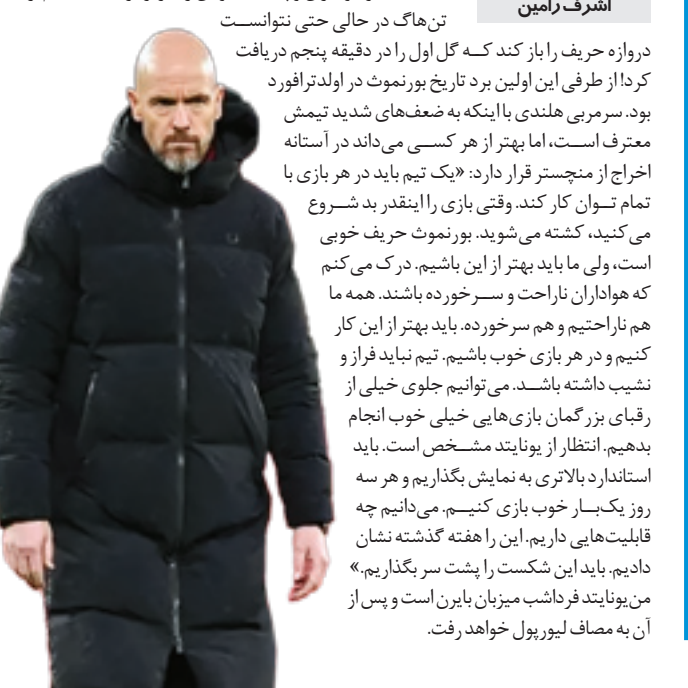 اشرف رامین
تن‌هاگ در حالی حتی نتوانست
دروازه حریف را باز کند که گل اول را در دقیقه پنجم دریافت
کرد! از طرفی این اولین برد تاریخ بورنموث در اولدترافورد
بود. سرمربی هلندی با اینکه به ضعف‌های شدید تیمش
معترف است، اما بهتر از هر کسی می‌داند در آستانه
اخراج از منچستر قرار دارد: «یک تیم باید در هر بازی با
تمام توان کار کند. وقتی بازی را اینقدر بد شروع
می‌کنید، کشته می‌شوید. بورنموث حریف خوبی
است، ولی ما باید بهتر از این باشیم. درک می‌کنم
که هواداران ناراحت و سرخورده باشند. همه ما
هم ناراحتیم و هم سرخورده. باید بهتر از این کار
کنیم و در هر بازی خوب باشیم. تیم نباید فراز و
نشیب داشته باشد. می‌توانیم جلوی خیلی از
رقبای بزرگمان بازی‌هایی خیلی خوب انجام
بدهیم. انتظار از یونایتد مشخص است. باید
استاندارد بالاتری به نمایش بگذاریم و هر سه
روز یک‌بار خوب بازی کنیم. می‌دانیم چه
قابلیت‌هایی داریم. این را هفته گذشته نشان
دادیم. باید این شکست را پشت سر بگذاریم.»
من‌یونایتد فرداشب میزبان بایرن است و پس از
آن به مصاف لیورپول خواهد رفت.